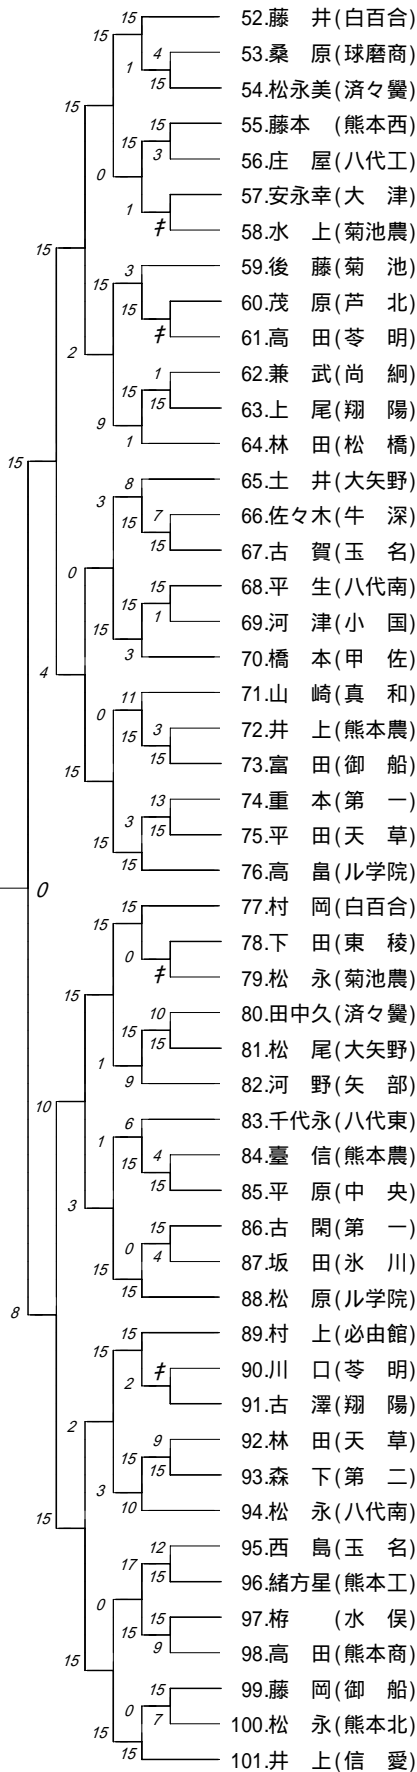 15 52.藤 井(白百合)
15
4 53.桑 原(球磨商)
1
15
15 54.松永美(済々黌)
15 55.藤本 (熊本西)
15
3 56.庄 屋(八代工)
0
57.安永幸(大 津)
1
キ 58.水 上(菊池農)
15
3 59.後 藤(菊 池)
15
60.茂 原(芦 北)
15
キ 61.高 田(苓 明)
2
1 62.兼 武(尚 絅)
15
15 63.上 尾(翔 陽)
9
1 64.林 田(松 橋)
15
8 65.土 井(大矢野)
3
7 66.佐々木(牛 深)
15
15 67.古 賀(玉 名)
0
15 68.平 生(八代南)
15
1 69.河 津(小 国)
15
3 70.橋 本(甲 佐)
4
11 71.山 崎(真 和)
0
3 72.井 上(熊本農)
15
15 73.富 田(御 船)
15
13 74.重 本(第 一)
3
15 75.平 田(天 草)
15
15 76.高 畠(ル学院)
0
15 77.村 岡(白百合)
78.下 田(東 稜)
0
キ 79.松 永(菊池農)
15
10 80.田中久(済々黌)
15
15 81.松 尾(大矢野)
1
9 82.河 野(矢 部)
10
6 83.千代永(八代東)
1
4 84.臺 信(熊本農)
15
15 85.平 原(中 央)
3
15 86.古 閑(第 一)
0
4 87.坂 田(氷 川)
15
15 88.松 原(ル学院)
8
15 89.村 上(必由館)
15
キ 90.川 口(苓 明)
2
91.古 澤(翔 陽)
2
9 92.林 田(天 草)
15
15 93.森 下(第 二)
3
10 94.松 永(八代南)
15
12 95.西 島(玉 名)
17
15 96.緒方星(熊本工)
0
15 97.栫 (水 俣)
15
9 98.高 田(熊本商)
15
15 99.藤 岡(御 船)
0
7 100.松 永(熊本北)
15
15 101.井 上(信 愛)